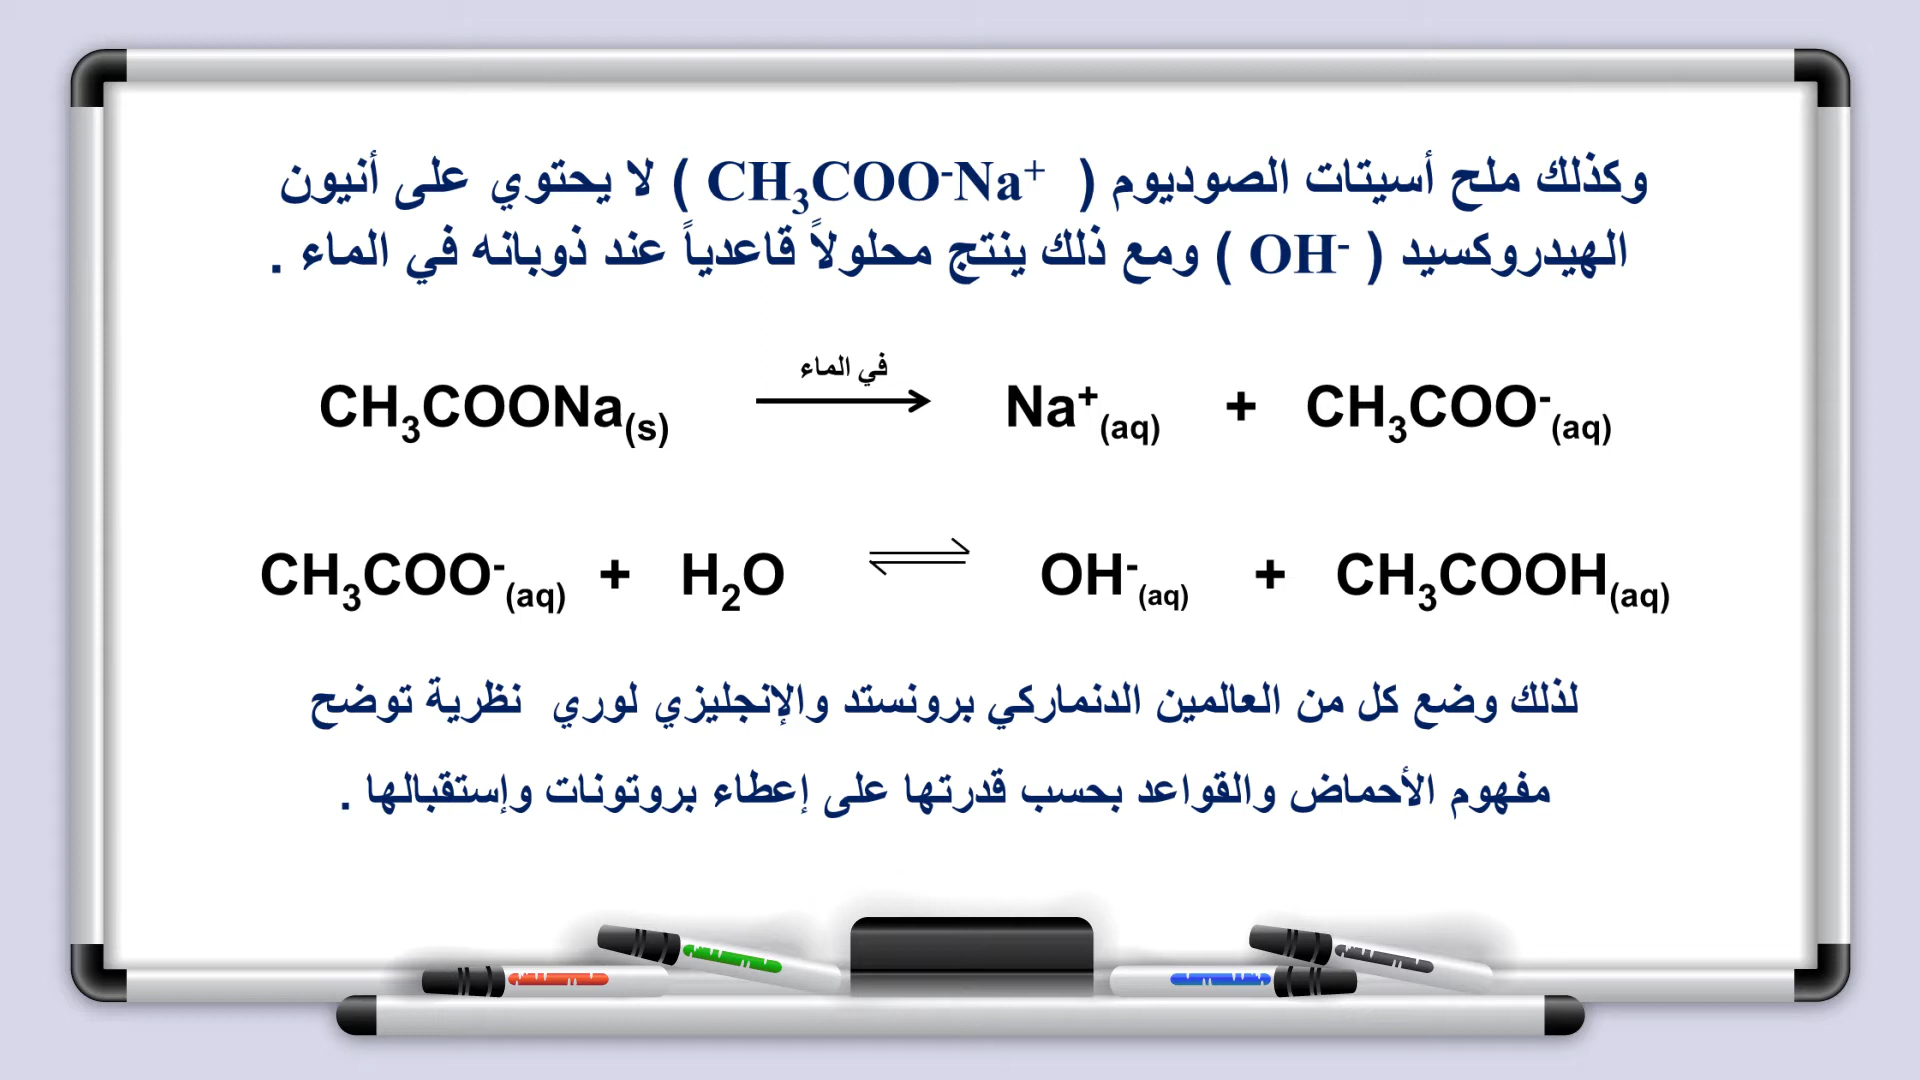 وكذلك ملح أسيتات الصوديوم ( CH₃COO⁻Na⁺ ) لا يحتوي على أنيون
الهيدروكسيد ( OH⁻ ) ومع ذلك ينتج محلولاً قاعدياً عند ذوبانه في الماء .
في الماء
CH₃COONa(s) → Na⁺(aq) + CH₃COO⁻(aq)
CH₃COO⁻(aq) + H₂O ⇌ OH⁻(aq) + CH₃COOH(aq)
لذلك وضع كل من العالمين الدنماركي برونستد والإنجليزي لوري نظرية توضح
مفهوم الأحماض والقواعد بحسب قدرتها على إعطاء بروتونات وإستقبالها .